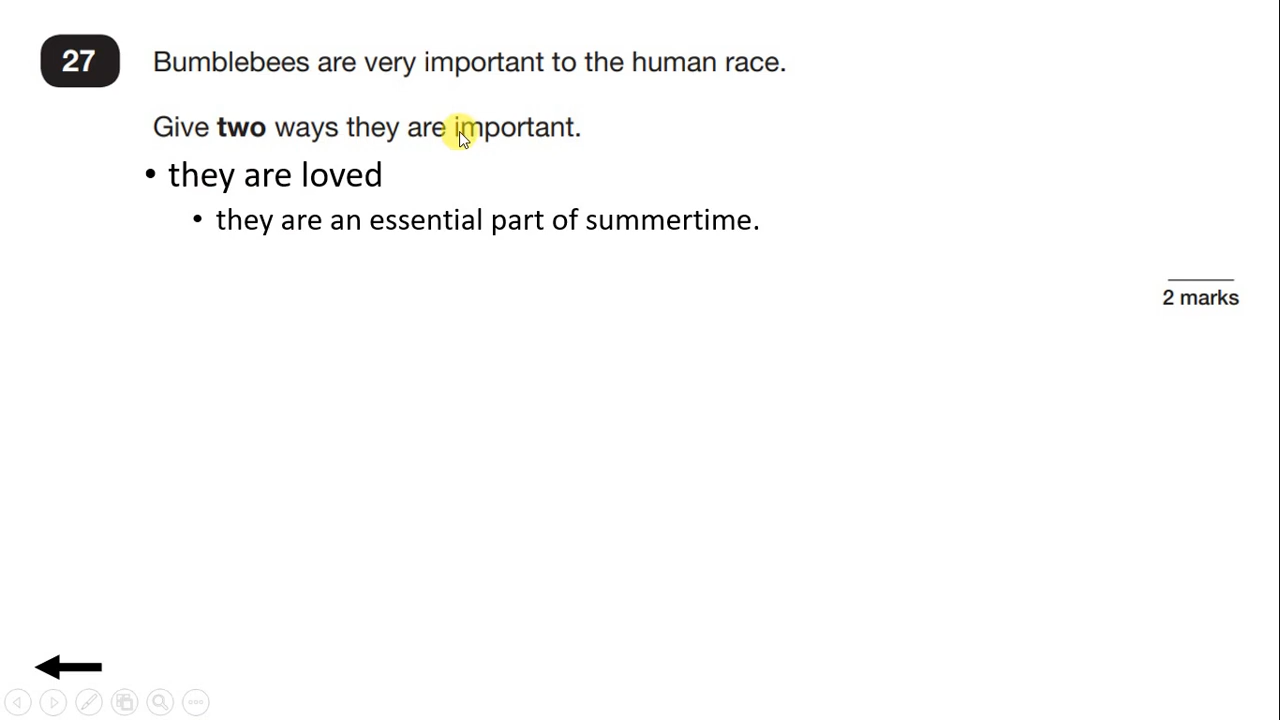 27 Bumblebees are very important to the human race.
Give two ways they are important.
• they are loved
• they are an essential part of summertime.
2 marks